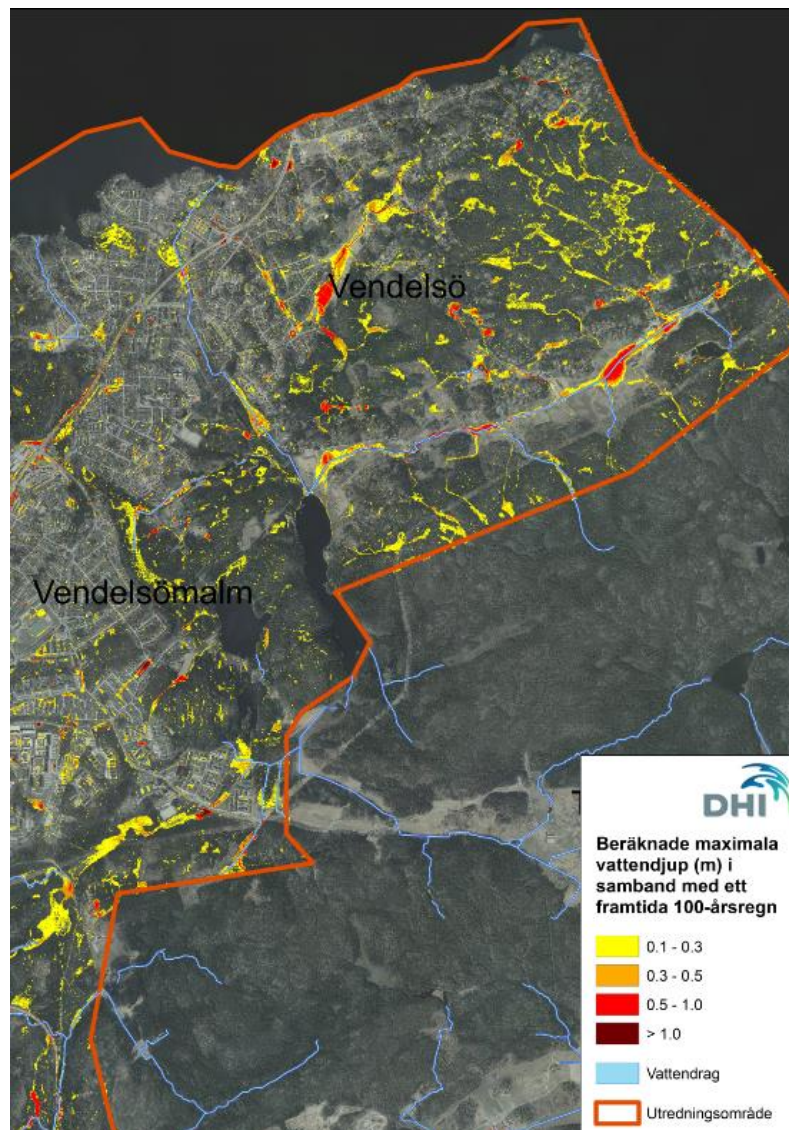 Vendelsö
Vendelsömalm
T
DHI
Beräknade maximala
vattendjup (m) i
samband med ett
framtida 100-årsregn
0.1 - 0.3
0.3 - 0.5
0.5 - 1.0
> 1.0
Vattendrag
Utredningsområde